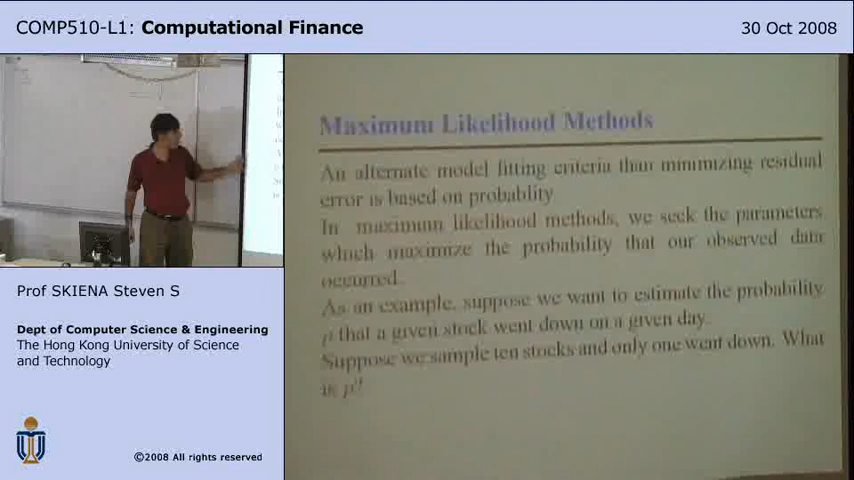 COMP510-L1: Computational Finance
30 Oct 2008
Maximum Likelihood Methods
An alternate model fitting criteria than minimizing residual
error is based on probablity
In maximum likelihood methods, we seek the parameters
which maximize the probability that our observed data
occurred.
As an example, suppose we want to estimate the probability
p that a given stock went down on a given day.
Suppose we sample ten stocks and only one went down. What
is p?
Prof SKIENA Steven S
Dept of Computer Science & Engineering
The Hong Kong University of Science
and Technology
©2008 All rights reserved